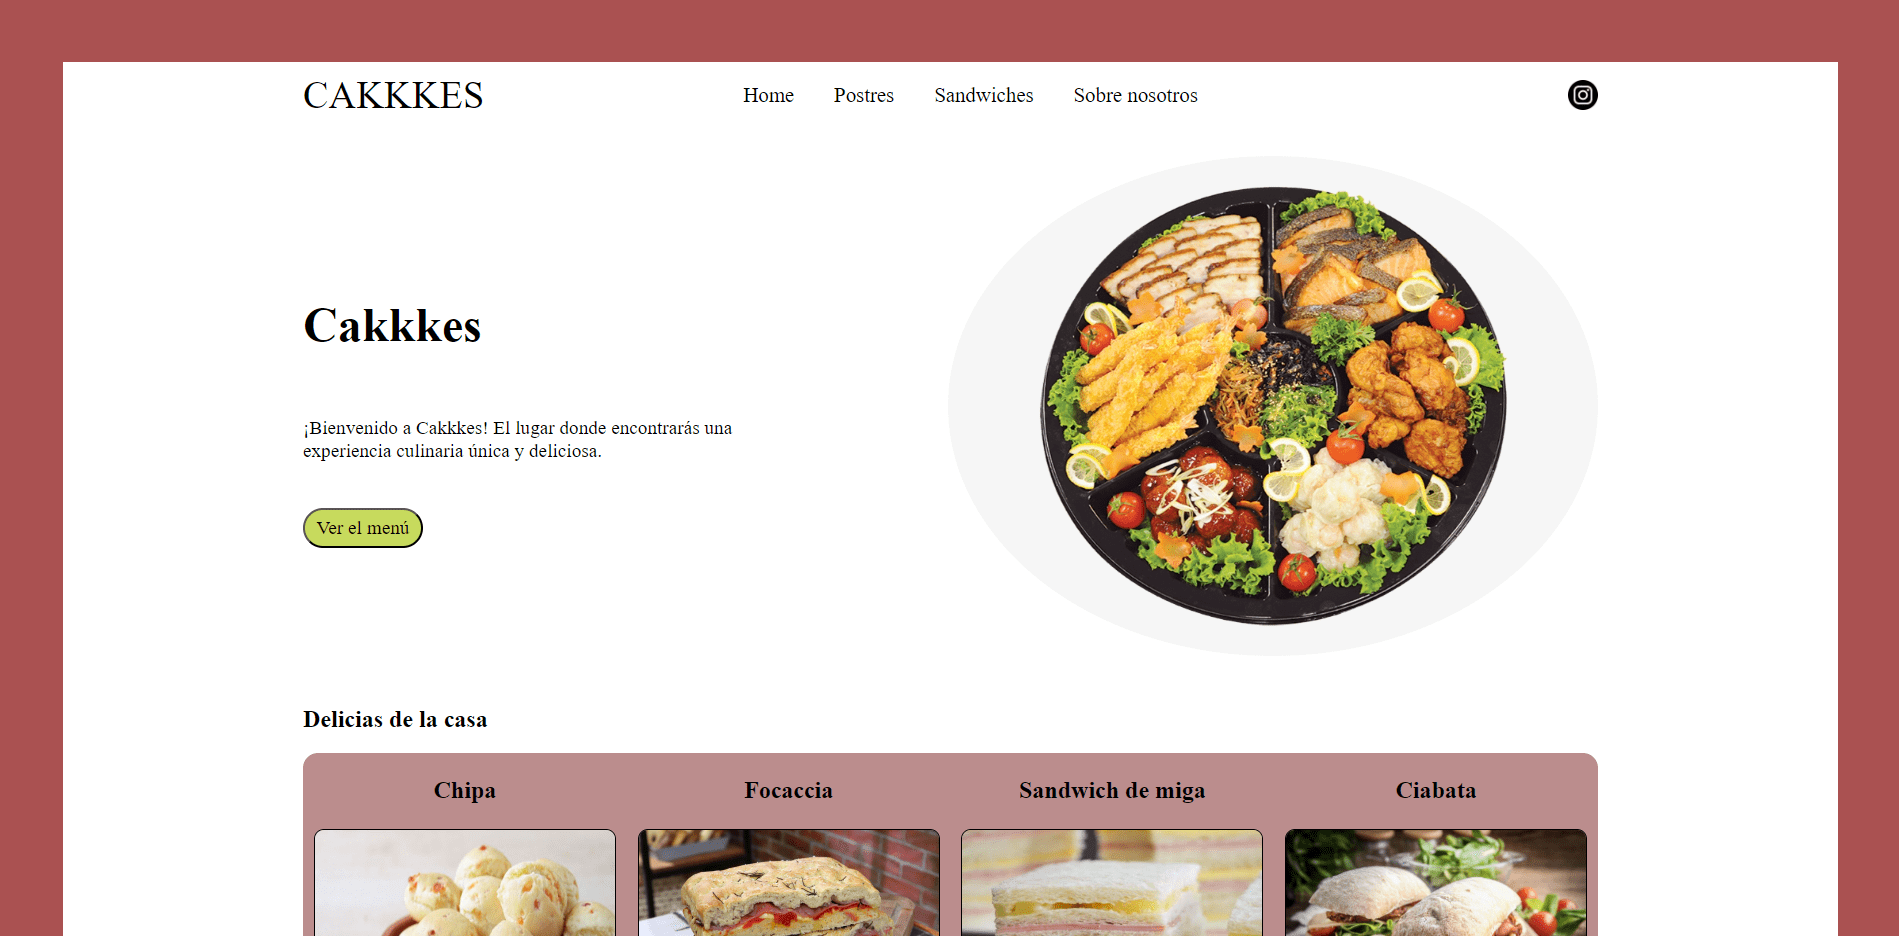 CAKKKES
Home
Postres
Sandwiches
Sobre nosotros
Cakkkes
¡Bienvenido a Cakkkes! El lugar donde encontrarás una
experiencia culinaria única y deliciosa.
Ver el menú
Delicias de la casa
Chipa
Focaccia
Sandwich de miga
Ciabata